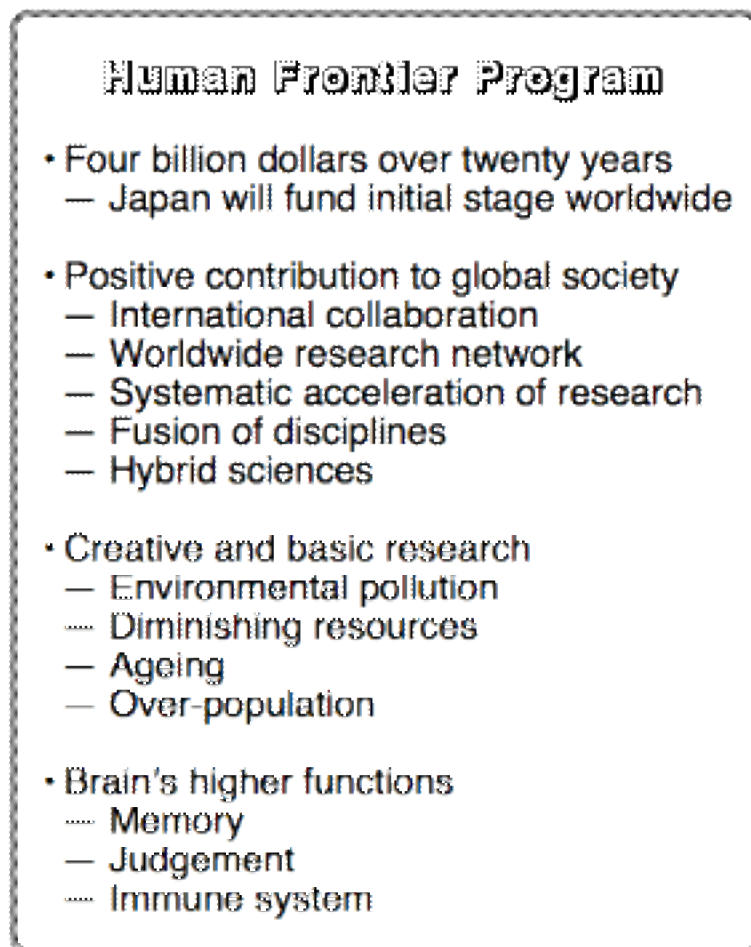 Human Frontier Program
• Four billion dollars over twenty years
— Japan will fund initial stage worldwide
• Positive contribution to global society
— International collaboration
— Worldwide research network
— Systematic acceleration of research
— Fusion of disciplines
— Hybrid sciences
• Creative and basic research
— Environmental pollution
— Diminishing resources
— Ageing
— Over-population
• Brain's higher functions
— Memory
— Judgement
— Immune system